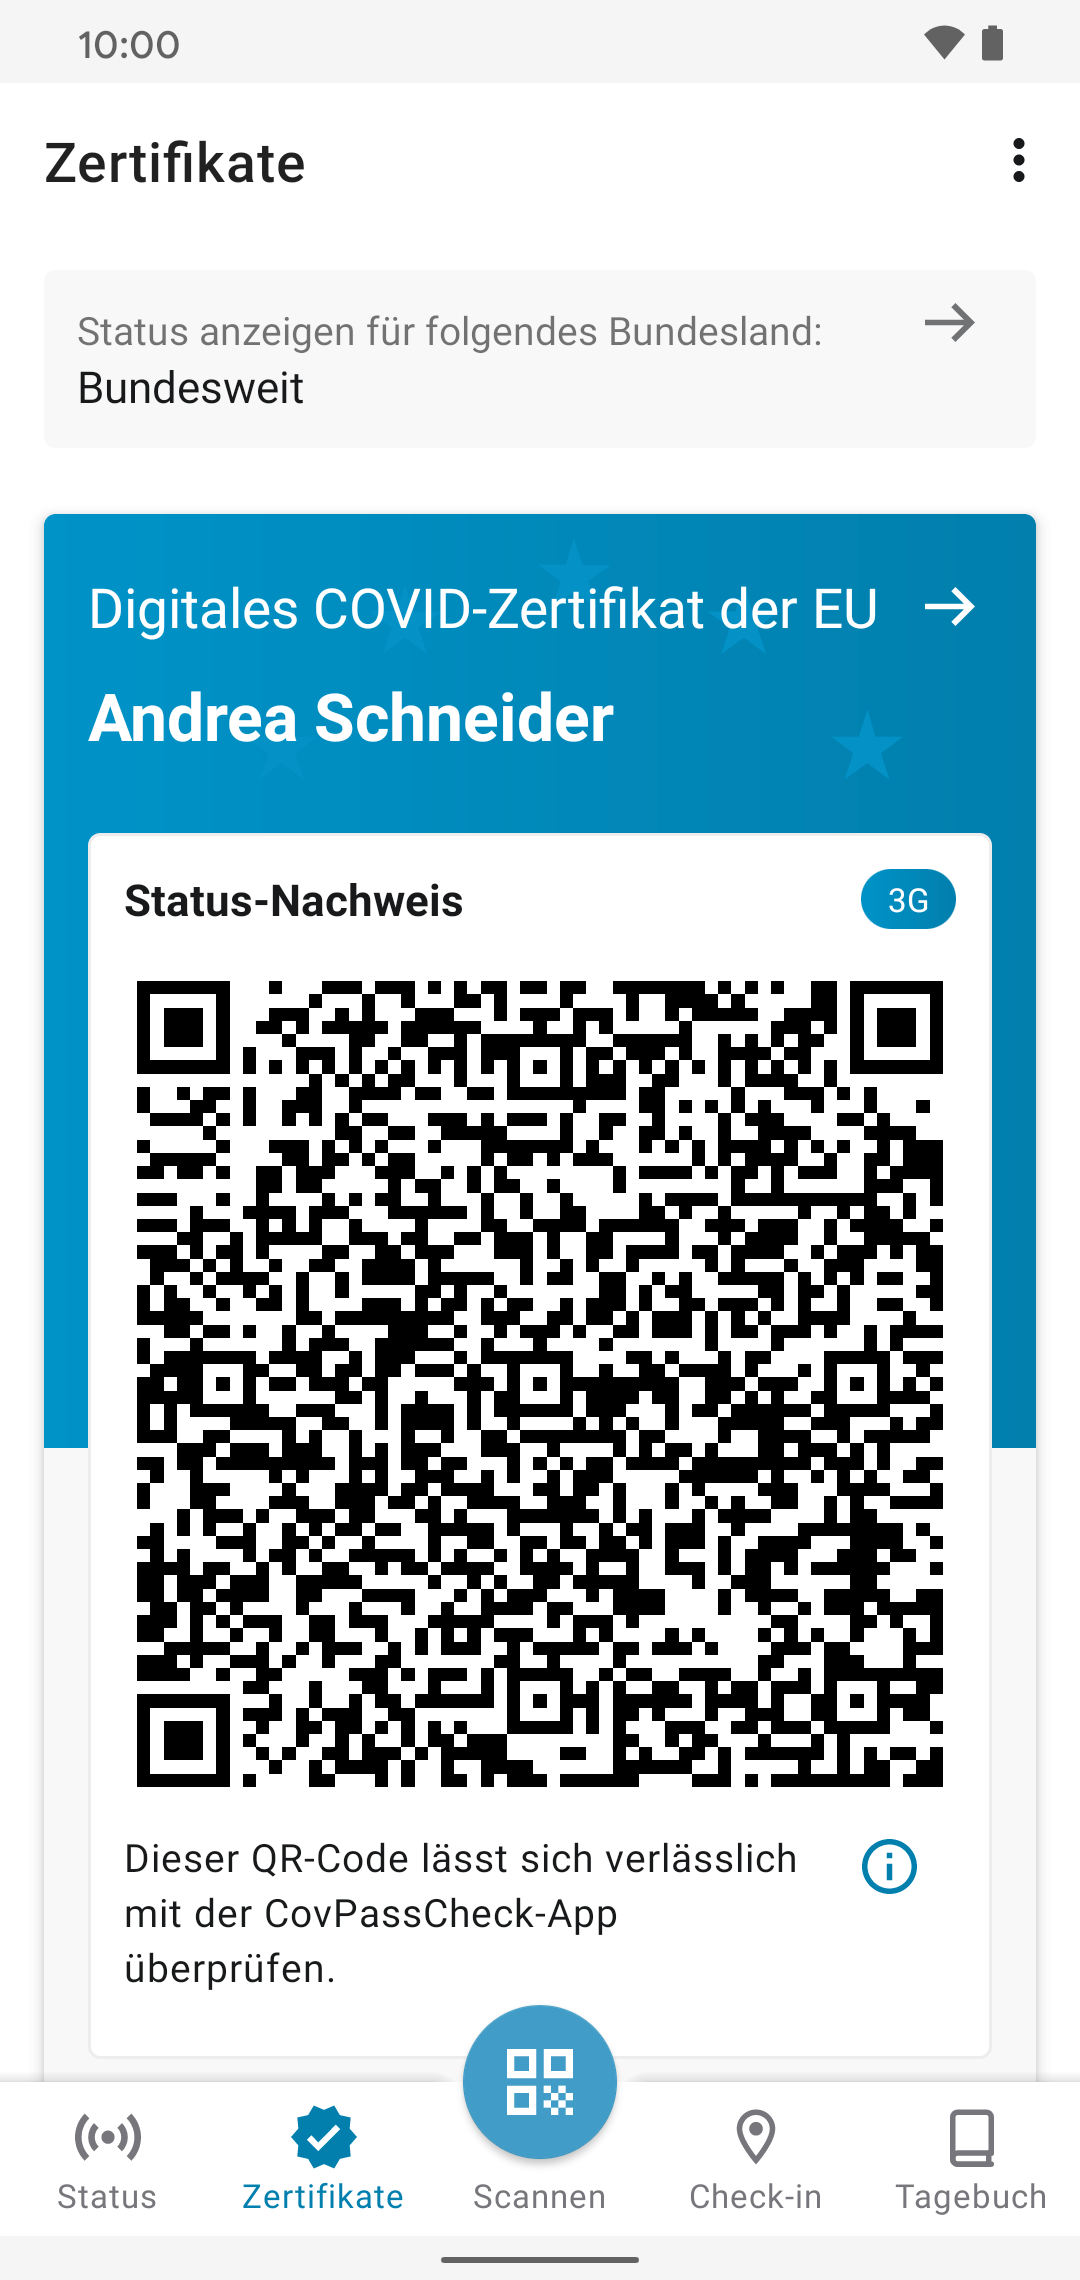 10:00
Zertifikate
Status anzeigen für folgendes Bundesland:
Bundesweit
Digitales COVID-Zertifikat der EU
Andrea Schneider
Status-Nachweis
3G
Dieser QR-Code lässt sich verlässlich
mit der CovPassCheck-App
überprüfen.
Status
Zertifikate
Scannen
Check-in
Tagebuch